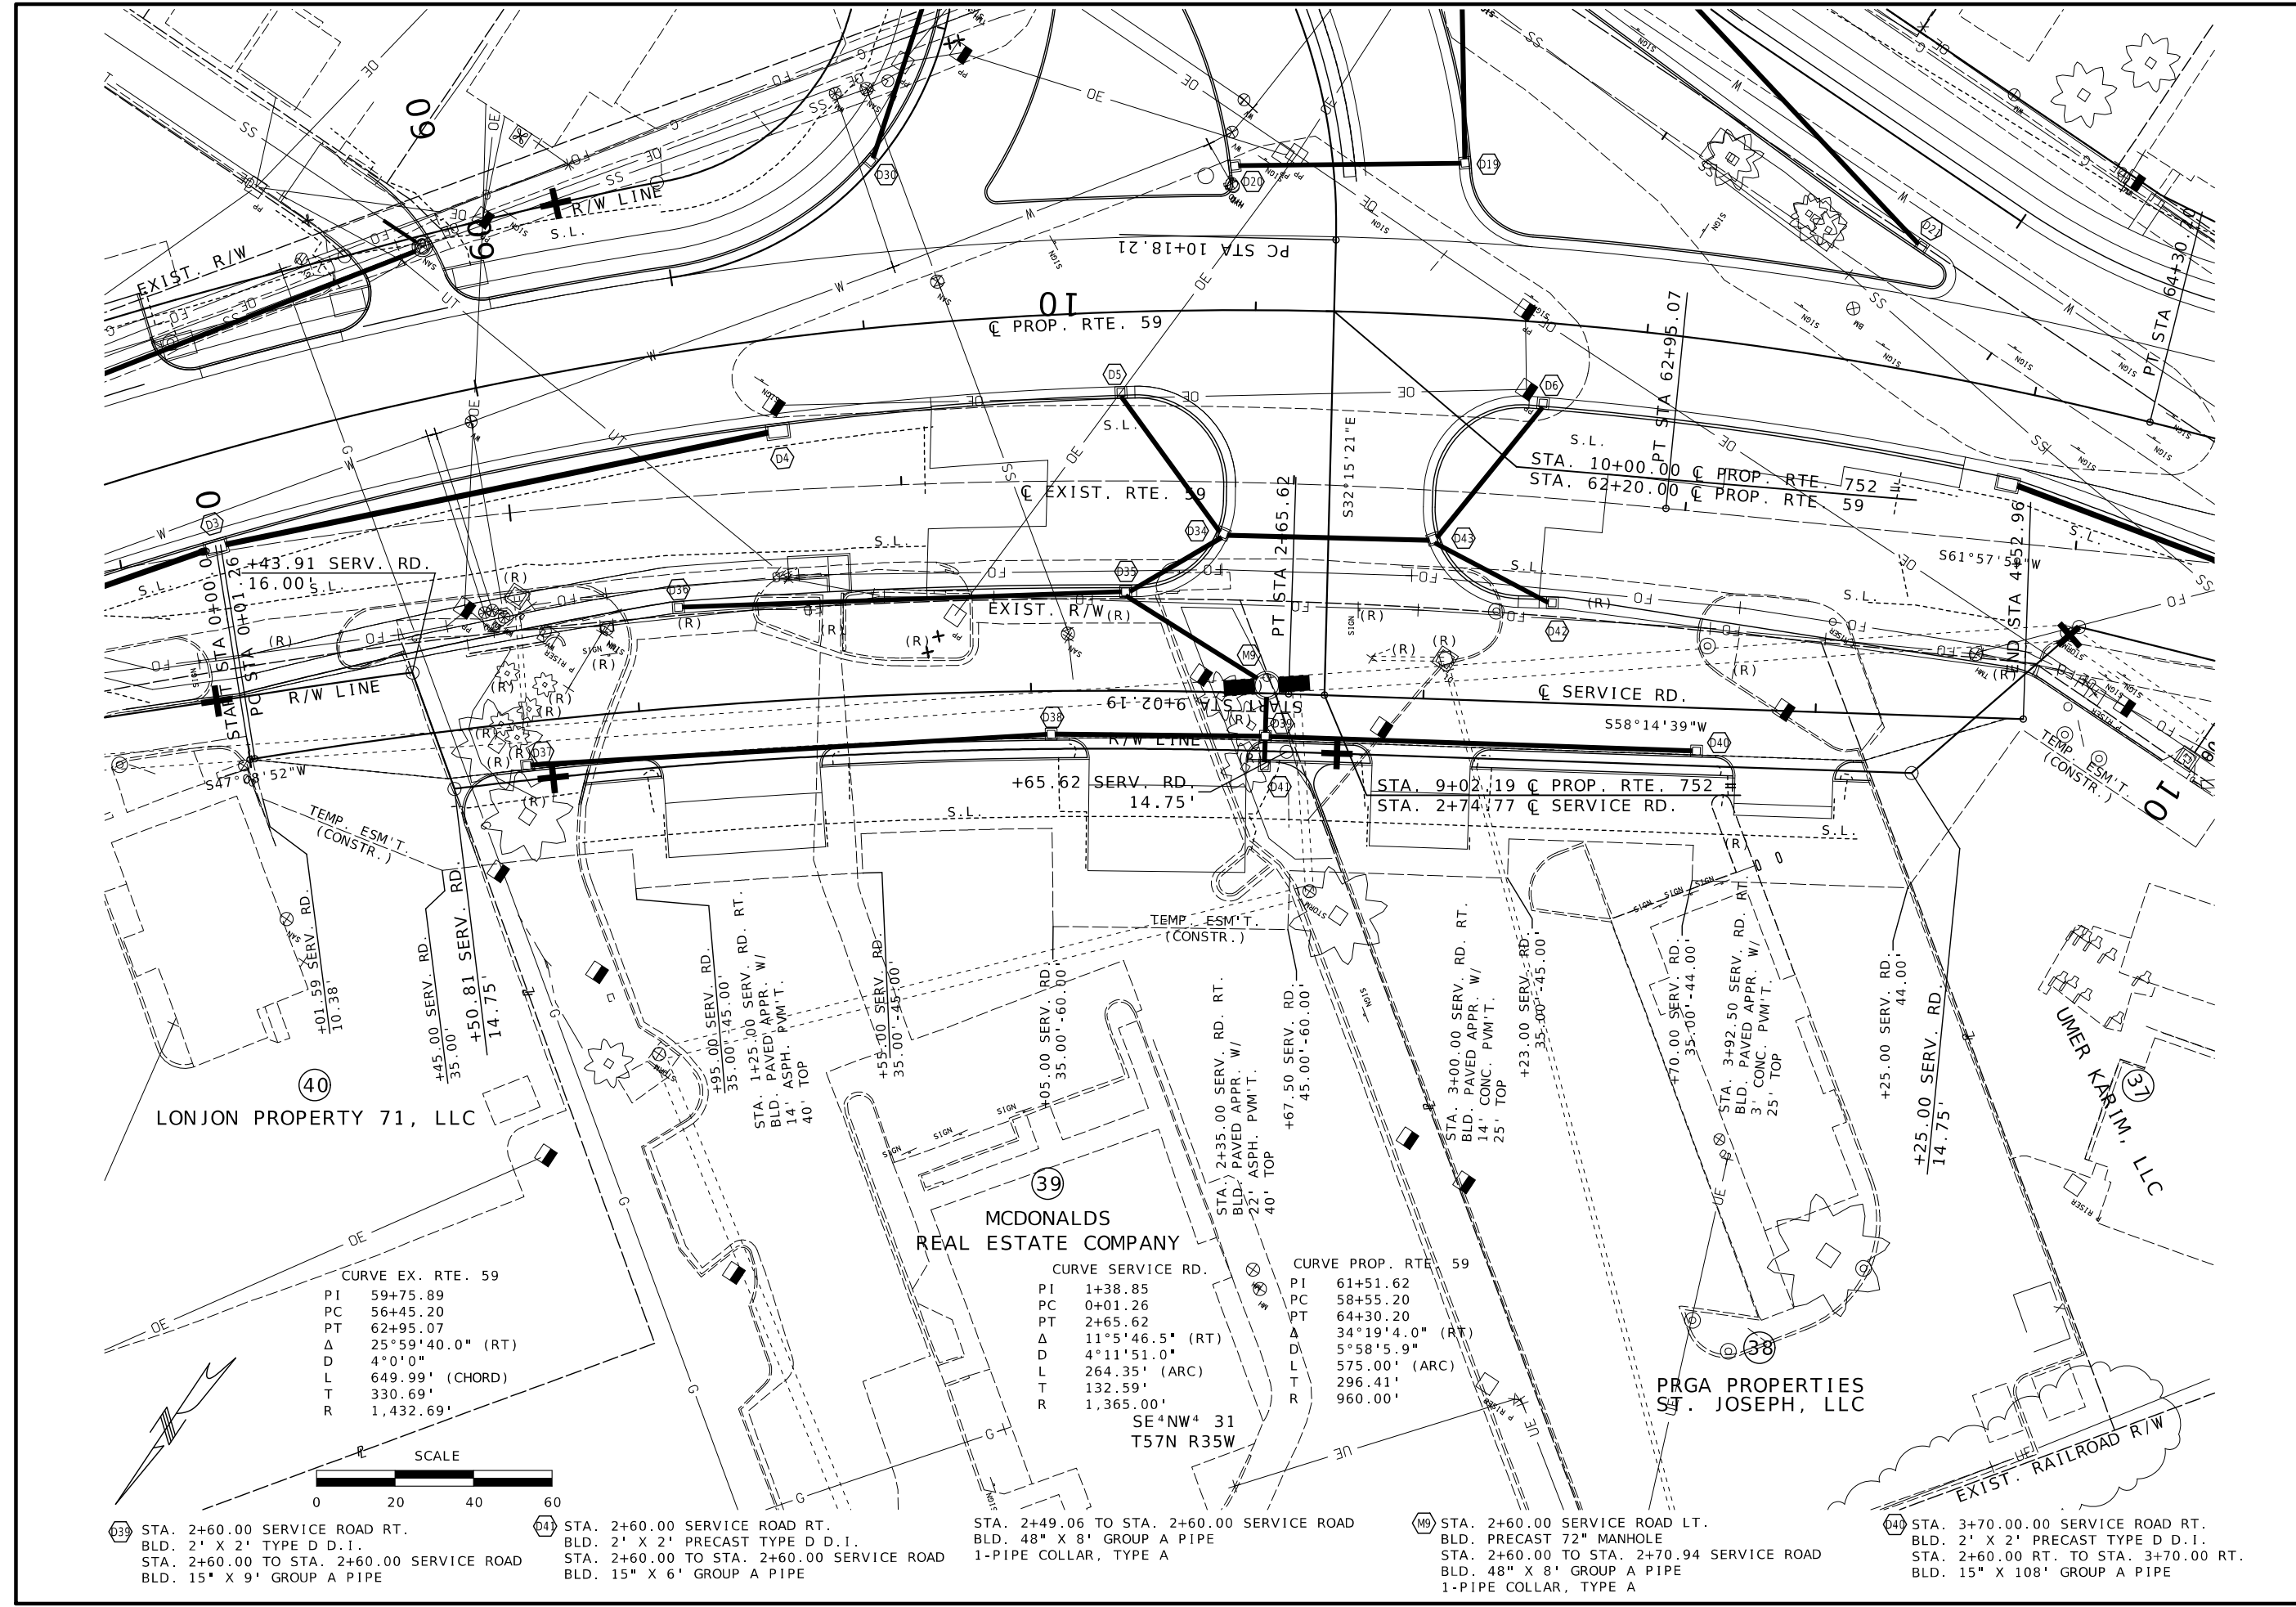 60
60
R/W LINE
S.L.
EXIST. R/W
D30
D20
D19
D21
PC STA 10+18.21
10
℄ PROP. RTE. 59
PT STA 62+95.07
PT STA 64+30.20
D5
D6
S.L.
S.L.
D4
D3
℄ EXIST. RTE. 59
S32°15'21"E
STA. 10+00.00 ℄ PROP. RTE. 752 =
STA. 62+20.00 ℄ PROP. RTE. 59
0
D34
D43
PT STA 2+65.62
END STA 4+52.96
S.L.
S.L.
+43.91 SERV. RD.
16.00'
S.L.
S.L.
START STA 0+00.00
PC STA 0+01.26
D36
D35
D42
EXIST. R/W
(R)
S.L.
S.L.
R/W LINE
M9
START STA 9+02.19
℄ SERVICE RD.
S58°14'39"W
D38
D39
D40
D37
R/W LINE
D41
S47°08'52"W
+65.62 SERV. RD.
14.75'
STA. 9+02.19 ℄ PROP. RTE. 752 =
STA. 2+74.77 ℄ SERVICE RD.
TEMP. ESM'T.
(CONSTR.)
10
TEMP. ESM'T.
(CONSTR.)
S.L.
S.L.
TEMP. ESM'T.
(CONSTR.)
+01.59 SERV. RD.
10.38'
+45.00 SERV. RD.
35.00'
+50.81 SERV. RD.
14.75'
+95.00 SERV. RD.
35.00'-45.00'
STA. 1+25.00 SERV. RD. RT.
BLD. PAVED APPR. W/
14' ASPH. PVM'T.
40' TOP
+55.00 SERV. RD.
35.00'-45.00'
+05.00 SERV. RD.
35.00'-60.00'
STA. 2+35.00 SERV. RD. RT.
BLD. PAVED APPR. W/
22' ASPH. PVM'T.
40' TOP
+67.50 SERV. RD.
45.00'-60.00'
STA. 3+00.00 SERV. RD. RT.
BLD. PAVED APPR. W/
14' CONC. PVM'T.
25' TOP
+23.00 SERV. RD.
35.00'-45.00'
+70.00 SERV. RD.
35.00'-44.00'
STA. 3+92.50 SERV. RD. RT.
BLD. PAVED APPR. W/
3' CONC. PVM'T.
25' TOP
+25.00 SERV. RD.
44.00'
+25.00 SERV. RD.
14.75'
37
UMER KARIM, LLC
40
LONJON PROPERTY 71, LLC
39
MCDONALDS
REAL ESTATE COMPANY
38
PRGA PROPERTIES
ST. JOSEPH, LLC
CURVE EX. RTE. 59
PI 59+75.89
PC 56+45.20
PT 62+95.07
Δ 25°59'40.0" (RT)
D 4°0'0"
L 649.99' (CHORD)
T 330.69'
R 1,432.69'
CURVE SERVICE RD.
PI 1+38.85
PC 0+01.26
PT 2+65.62
Δ 11°5'46.5" (RT)
D 4°11'51.0"
L 264.35' (ARC)
T 132.59'
R 1,365.00'
CURVE PROP. RTE. 59
PI 61+51.62
PC 58+55.20
PT 64+30.20
Δ 34°19'4.0" (RT)
D 5°58'5.9"
L 575.00' (ARC)
T 296.41'
R 960.00'
SE⁴NW⁴ 31
T57N R35W
EXIST. RAILROAD R/W
SCALE
0 20 40 60
D39 STA. 2+60.00 SERVICE ROAD RT.
BLD. 2' X 2' TYPE D D.I.
STA. 2+60.00 TO STA. 2+60.00 SERVICE ROAD
BLD. 15" X 9' GROUP A PIPE
D41 STA. 2+60.00 SERVICE ROAD RT.
BLD. 2' X 2' PRECAST TYPE D D.I.
STA. 2+60.00 TO STA. 2+60.00 SERVICE ROAD
BLD. 15" X 6' GROUP A PIPE
STA. 2+49.06 TO STA. 2+60.00 SERVICE ROAD
BLD. 48" X 8' GROUP A PIPE
1-PIPE COLLAR, TYPE A
M9 STA. 2+60.00 SERVICE ROAD LT.
BLD. PRECAST 72" MANHOLE
STA. 2+60.00 TO STA. 2+70.94 SERVICE ROAD
BLD. 48" X 8' GROUP A PIPE
1-PIPE COLLAR, TYPE A
D40 STA. 3+70.00.00 SERVICE ROAD RT.
BLD. 2' X 2' PRECAST TYPE D D.I.
STA. 2+60.00 RT. TO STA. 3+70.00 RT.
BLD. 15" X 108' GROUP A PIPE